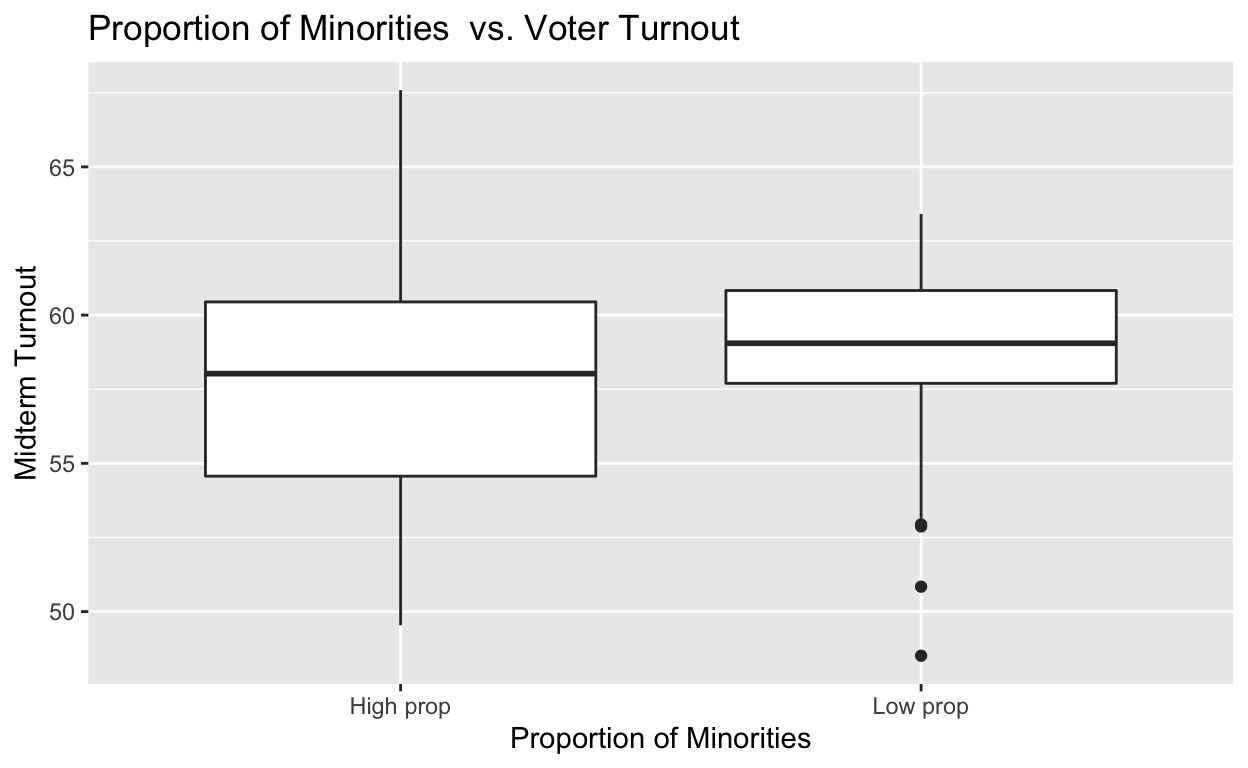 Proportion of Minorities  vs. Voter Turnout
Midterm Turnout
65
60
55
50
High prop
Low prop
Proportion of Minorities